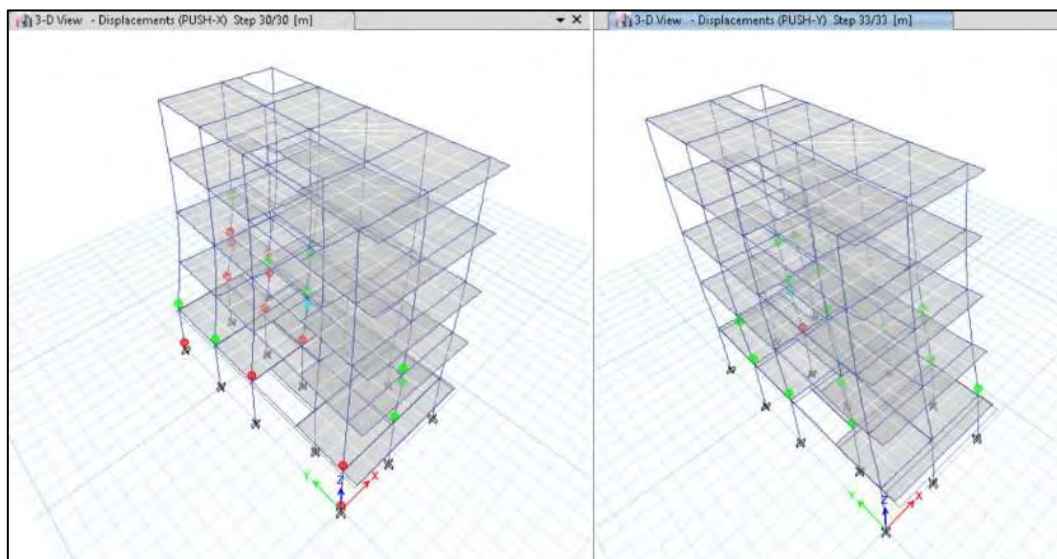 3-D View - Displacements (PUSH-X) Step 30/30 [m]
3-D View - Displacements (PUSH-Y) Step 33/33 [m]
Y
Z
X
Y
Z
X